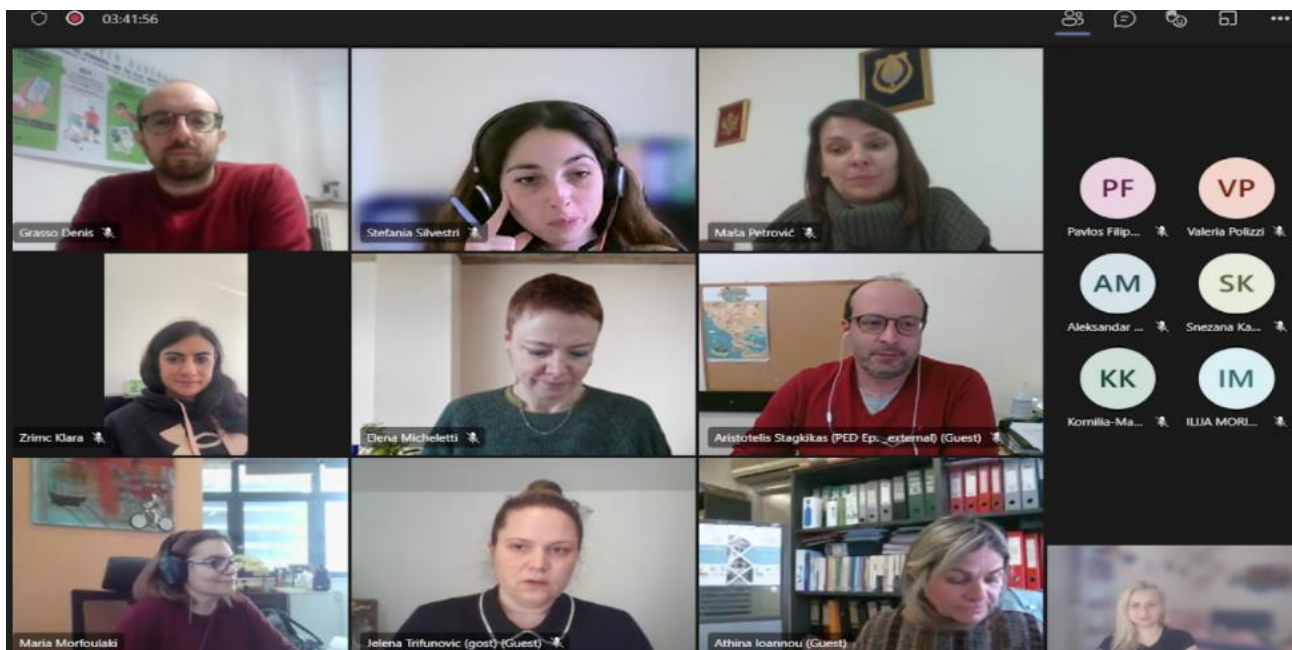 03:41:56
Grasso Denis
Stefania Silvestri
Maša Petrović
PF
VP
Pavlos Filip...
Valeria Polizzi
Zrimc Klara
Elena Micheletti
Aristotelis Stagkikas (PED Ep._external) (Guest)
AM
SK
Aleksandar ...
Snezana Ka...
KK
IM
Kornilia-Ma...
ILIJA MORI...
Maria Morfoulaki
Jelena Trifunovic (gost) (Guest)
Athina Ioannou (Guest)